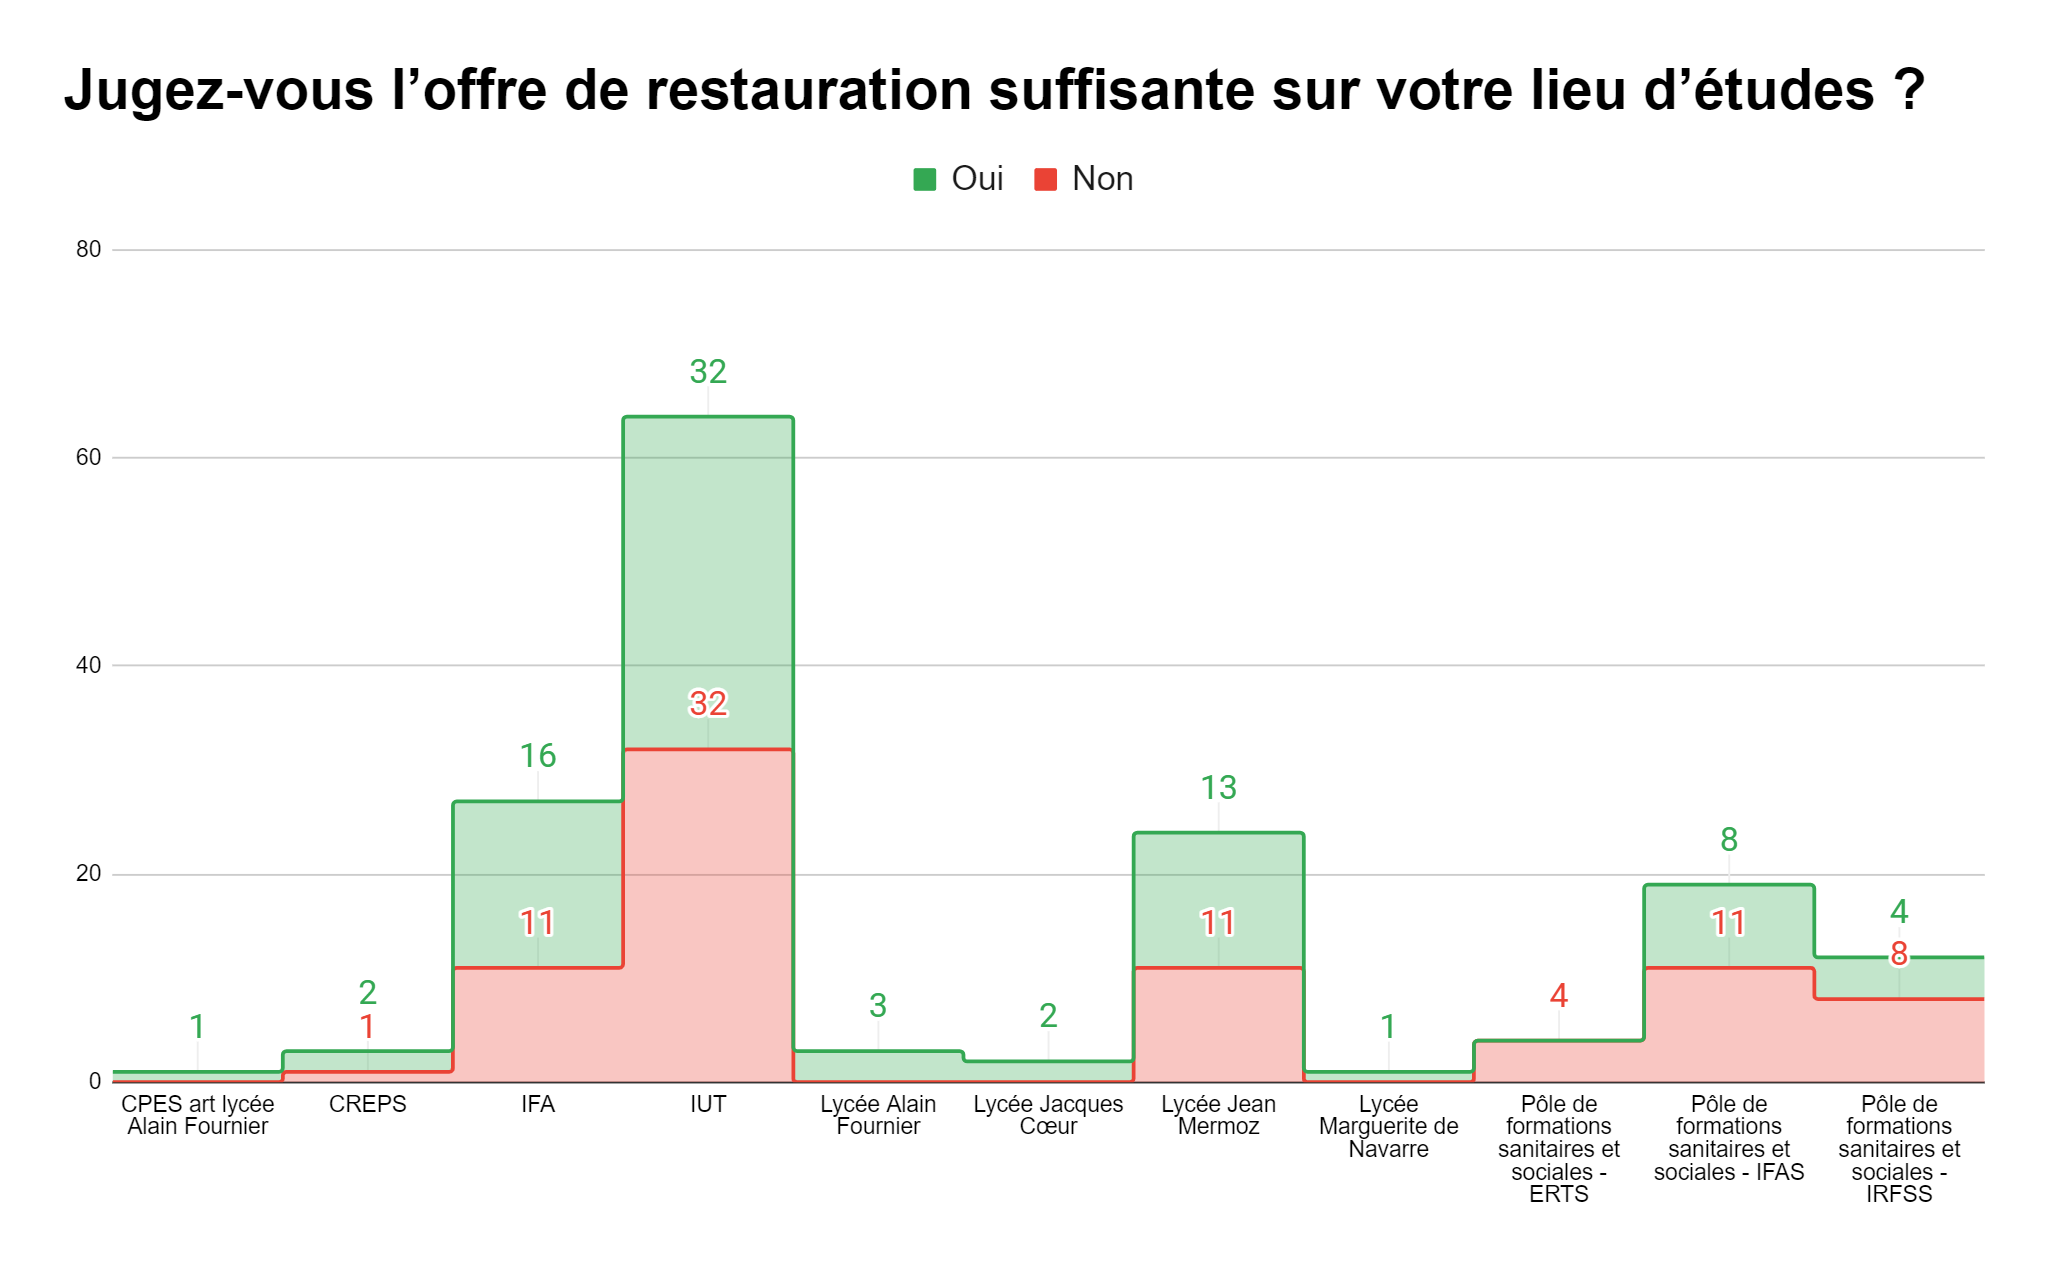 Jugez-vous l’offre de restauration suffisante sur votre lieu d’études ?
Oui Non
80
60
40
20
0
1
2
1
16
11
32
32
3
2
13
11
1
4
8
11
4
8
CPES art lycée
Alain Fournier
CREPS
IFA
IUT
Lycée Alain
Fournier
Lycée Jacques
Cœur
Lycée Jean
Mermoz
Lycée
Marguerite de
Navarre
Pôle de
formations
sanitaires et
sociales -
ERTS
Pôle de
formations
sanitaires et
sociales - IFAS
Pôle de
formations
sanitaires et
sociales -
IRFSS